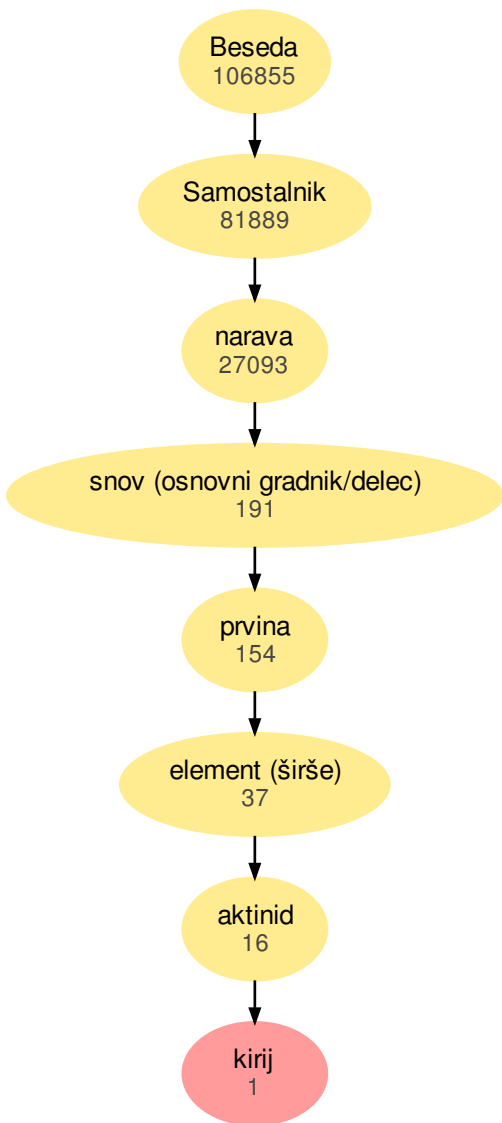 Beseda
106855
Samostalnik
81889
narava
27093
snov (osnovni gradnik/delec)
191
prvina
154
element (širše)
37
aktinid
16
kirij
1